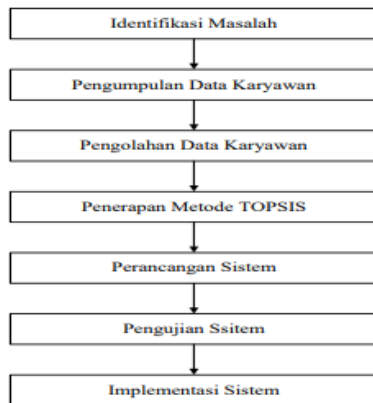 Identifikasi Masalah
Pengumpulan Data Karyawan
Pengolahan Data Karyawan
Penerapan Metode TOPSIS
Perancangan Sistem
Pengujian Ssitem
Implementasi Sistem